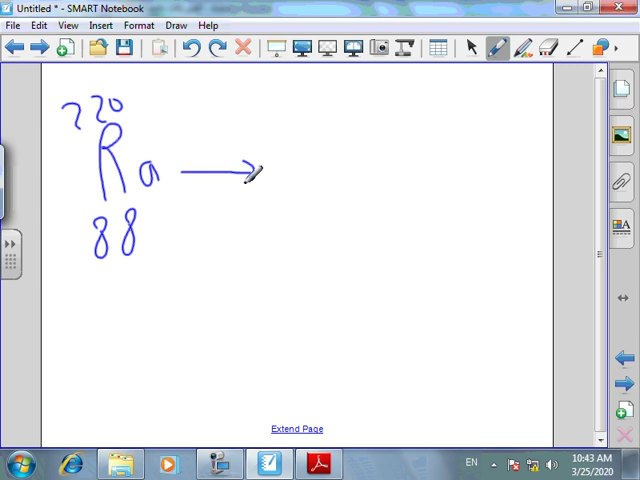 Untitled * - SMART Notebook
File Edit View Insert Format Tools Draw Help
220
Ra
88
Extend Page
EN
10:43 AM
3/25/2020